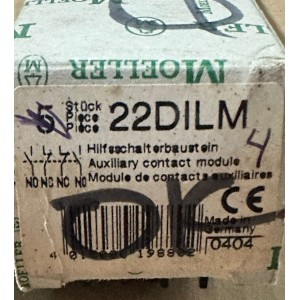 MOELLER
MOELLER
5 Stück
Piece
Pièce
22DILM
4
Hilfsschalterbaustein
Auxiliary contact module
Module de contacts auxiliaires
NO NC NC NO
CE
Made in
Germany
0404
OK